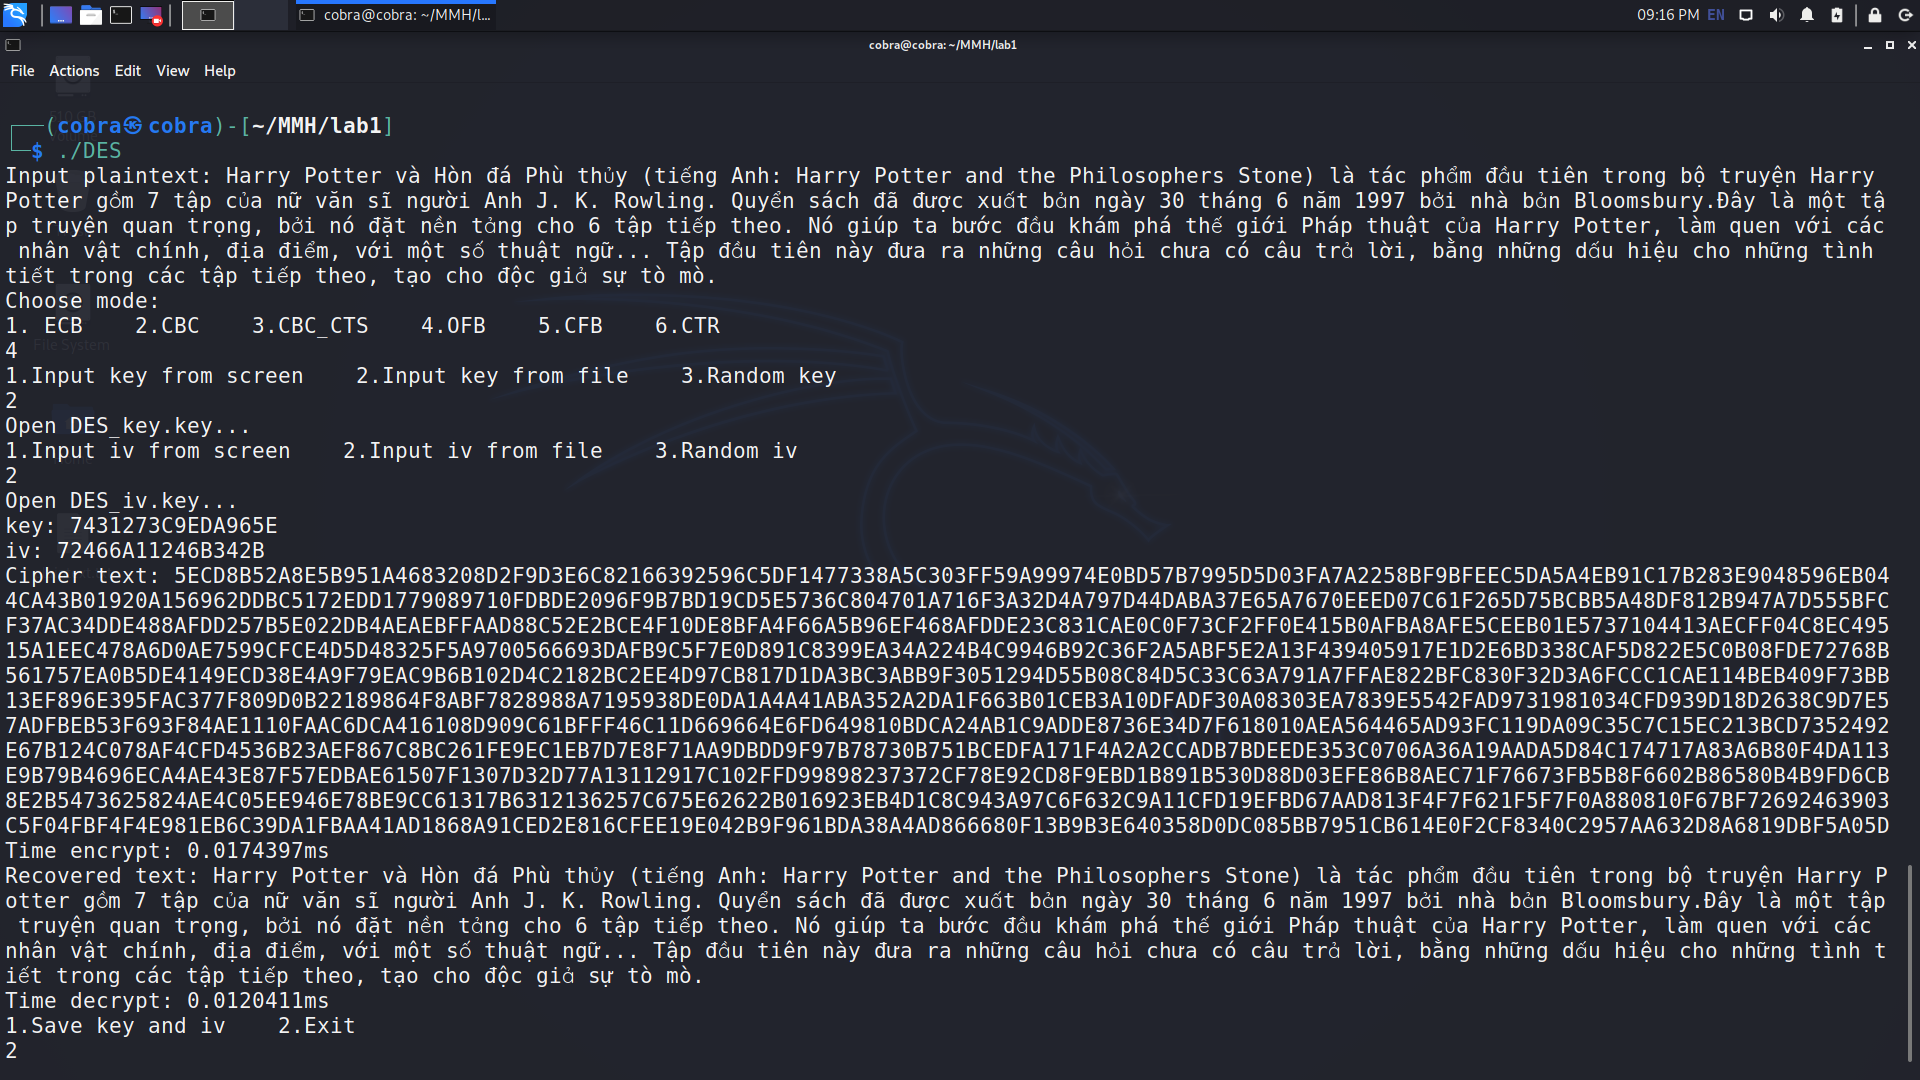 cobra@cobra: ~/MMH/l...
09:16 PM EN
cobra@cobra: ~/MMH/lab1
File Actions Edit View Help
(cobra㉿cobra)-[~/MMH/lab1]
$ ./DES
Input plaintext: Harry Potter và Hòn đá Phù thủy (tiếng Anh: Harry Potter and the Philosophers Stone) là tác phẩm đầu tiên trong bộ truyện Harry
Potter gồm 7 tập của nữ văn sĩ người Anh J. K. Rowling. Quyển sách đã được xuất bản ngày 30 tháng 6 năm 1997 bởi nhà bản Bloomsbury.Đây là một tậ
p truyện quan trọng, bởi nó đặt nền tảng cho 6 tập tiếp theo. Nó giúp ta bước đầu khám phá thế giới Pháp thuật của Harry Potter, làm quen với các
nhân vật chính, địa điểm, với một số thuật ngữ... Tập đầu tiên này đưa ra những câu hỏi chưa có câu trả lời, bằng những dấu hiệu cho những tình
tiết trong các tập tiếp theo, tạo cho độc giả sự tò mò.
Choose mode:
1. ECB 2.CBC 3.CBC_CTS 4.OFB 5.CFB 6.CTR
File System
4
1.Input key from screen 2.Input key from file 3.Random key
2
Open DES_key.key...
1.Input iv from screen 2.Input iv from file 3.Random iv
2
Open DES_iv.key...
key: 7431273C9EDA965E
iv: 72466A11246B342B
Cipher text: 5ECD8B52A8E5B951A4683208D2F9D3E6C82166392596C5DF1477338A5C303FF59A99974E0BD57B7995D5D03FA7A2258BF9BFEEC5DA5A4EB91C17B283E9048596EB04
4CA43B01920A156962DDBC5172EDD1779089710FDBDE2096F9B7BD19CD5E5736C804701A716F3A32D4A797D44DABA37E65A7670EEED07C61F265D75BCBB5A48DF812B947A7D555BFC
F37AC34DDE488AFDD257B5E022DB4AEAEBFFAAD88C52E2BCE4F10DE8BFA4F66A5B96EF468AFDDE23C831CAE0C0F73CF2FF0E415B0AFBA8AFE5CEEB01E5737104413AECFF04C8EC495
15A1EEC478A6D0AE7599CFCE4D5D48325F5A9700566693DAFB9C5F7E0D891C8399EA34A224B4C9946B92C36F2A5ABF5E2A13F439405917E1D2E6BD338CAF5D822E5C0B08FDE72768B
561757EA0B5DE4149ECD38E4A9F79EAC9B6B102D4C2182BC2EE4D97CB817D1DA3BC3ABB9F3051294D55B08C84D5C33C63A791A7FFAE822BFC830F32D3A6FCCC1CAE114BEB409F73BB
13EF896E395FAC377F809D0B22189864F8ABF7828988A7195938DE0DA1A4A41ABA352A2DA1F663B01CEB3A10DFADF30A08303EA7839E5542FAD9731981034CFD939D18D2638C9D7E5
7ADFBEB53F693F84AE1110FAAC6DCA416108D909C61BFFF46C11D669664E6FD649810BDCA24AB1C9ADDE8736E34D7F618010AEA564465AD93FC119DA09C35C7C15EC213BCD7352492
E67B124C078AF4CFD4536B23AEF867C8BC261FE9EC1EB7D7E8F71AA9DBDD9F97B78730B751BCEDFA171F4A2A2CCADB7BDEEDE353C0706A36A19AADA5D84C174717A83A6B80F4DA113
E9B79B4696ECA4AE43E87F57EDBAE61507F1307D32D77A13112917C102FFD99898237372CF78E92CD8F9EBD1B891B530D88D03EFE86B8AEC71F76673FB5B8F6602B86580B4B9FD6CB
8E2B5473625824AE4C05EE946E78BE9CC61317B6312136257C675E62622B016923EB4D1C8C943A97C6F632C9A11CFD19EFBD67AAD813F4F7F621F5F7F0A880810F67BF72692463903
C5F04FBF4F4E981EB6C39DA1FBAA41AD1868A91CED2E816CFEE19E042B9F961BDA38A4AD866680F13B9B3E640358D0DC085BB7951CB614E0F2CF8340C2957AA632D8A6819DBF5A05D
Time encrypt: 0.0174397ms
Recovered text: Harry Potter và Hòn đá Phù thủy (tiếng Anh: Harry Potter and the Philosophers Stone) là tác phẩm đầu tiên trong bộ truyện Harry P
otter gồm 7 tập của nữ văn sĩ người Anh J. K. Rowling. Quyển sách đã được xuất bản ngày 30 tháng 6 năm 1997 bởi nhà bản Bloomsbury.Đây là một tập
truyện quan trọng, bởi nó đặt nền tảng cho 6 tập tiếp theo. Nó giúp ta bước đầu khám phá thế giới Pháp thuật của Harry Potter, làm quen với các
nhân vật chính, địa điểm, với một số thuật ngữ... Tập đầu tiên này đưa ra những câu hỏi chưa có câu trả lời, bằng những dấu hiệu cho những tình t
iết trong các tập tiếp theo, tạo cho độc giả sự tò mò.
Time decrypt: 0.0120411ms
1.Save key and iv 2.Exit
2